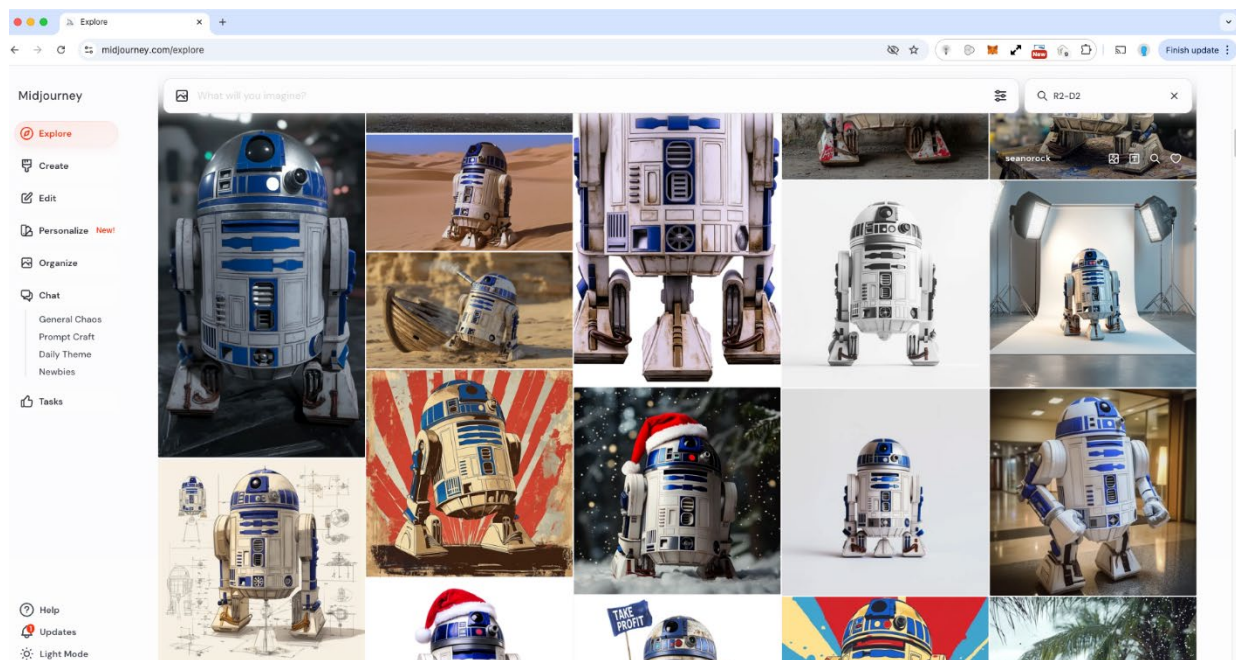 Explore
midjourney.com/explore
New
Finish update
Midjourney
What will you imagine?
R2-D2
Explore
Create
Edit
Personalize New!
Organize
Chat
General Chaos
Prompt Craft
Daily Theme
Newbies
Tasks
Help
Updates
Light Mode
seanorock
TAKE
PROFIT